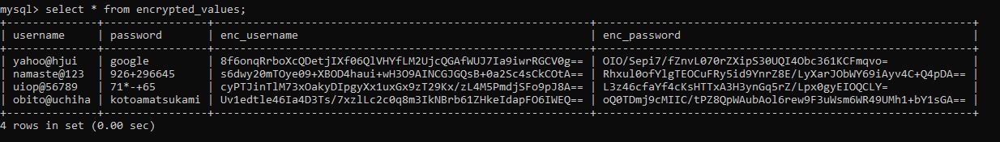 mysql> select * from encrypted_values;
+--------------+---------------+----------------------------------------------------------+----------------------------------------------------------+
| username | password | enc_username | enc_password |
+--------------+---------------+----------------------------------------------------------+----------------------------------------------------------+
| yahoo@hjui | google | 8f6onqRrboXcQDetjIXf06QlVHYfLM2UjcQGAfWUJ7Ia9iwrRGCV0g== | OIO/Sepi7/fZnvL070rZXipS30UQI4Obc361KCFmqvo= |
| namaste@123 | 926+296645 | s6dwy20mTOye09+XBOD4haui+wH3O9AINCGJGQsB+0a2Sc4sCkCOtA== | Rhxul0ofYlgTEOCuFRy5id9YnrZ8E/LyXarJObWY69iAyv4C+Q4pDA== |
| uiop@56789 | 71*-+65 | cyPTJinTlM73xOakyDIpgyXx1uxGx9zT29Kx/zL4M5PmdjSFo9pJ8A== | L3z46cfaYf4cKsHTTxA3H3ynGq5rZ/Lpx0gyEIOQCLY= |
| obito@uchiha | kotoamatsukami | Uv1edtle46Ia4D3Ts/7xzlLc2c0q8m3IkNBrb61ZHkeIdapFO6IWEQ== | oQ0TDmj9cMIIC/tPZ8QpWAubAol6rew9F3uWsm6WR49UMh1+bY1sGA== |
+--------------+---------------+----------------------------------------------------------+----------------------------------------------------------+
4 rows in set (0.00 sec)